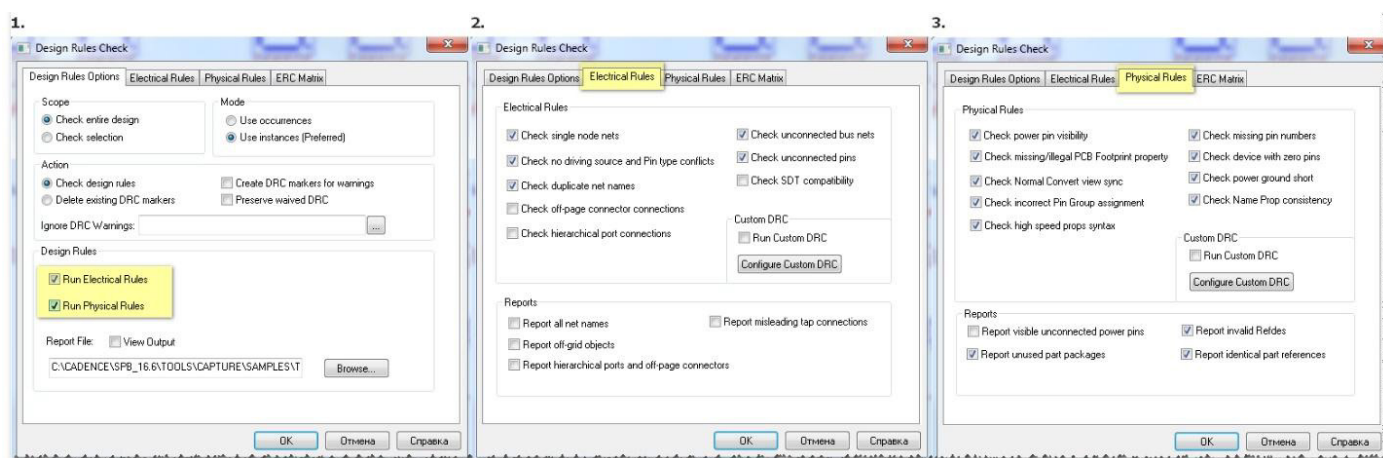 1.
Design Rules Check
Design Rules Options Electrical Rules Physical Rules ERC Matrix
Scope
Check entire design
Check selection
Mode
Use occurrences
Use instances (Preferred)
Action
Check design rules
Delete existing DRC markers
Create DRC markers for warnings
Preserve waived DRC
Ignore DRC Warnings: ...
Design Rules
Run Electrical Rules
Run Physical Rules
Report File: View Output
C:\CADENCE\SPB_16.6\TOOLS\CAPTURE\SAMPLES\T Browse...
OK Отмена Справка
2.
Design Rules Check
Design Rules Options Electrical Rules Physical Rules ERC Matrix
Electrical Rules
Check single node nets
Check no driving source and Pin type conflicts
Check duplicate net names
Check off-page connector connections
Check hierarchical port connections
Check unconnected bus nets
Check unconnected pins
Check SDT compatibility
Custom DRC
Run Custom DRC
Configure Custom DRC
Reports
Report all net names
Report off-grid objects
Report hierarchical ports and off-page connectors
Report misleading tap connections
OK Отмена Справка
3.
Design Rules Check
Design Rules Options Electrical Rules Physical Rules ERC Matrix
Physical Rules
Check power pin visibility
Check missing/illegal PCB Footprint property
Check Normal Convert view sync
Check incorrect Pin Group assignment
Check high speed props syntax
Check missing pin numbers
Check device with zero pins
Check power ground short
Check Name Prop consistency
Custom DRC
Run Custom DRC
Configure Custom DRC
Reports
Report visible unconnected power pins
Report unused part packages
Report invalid Refdes
Report identical part references
OK Отмена Справка